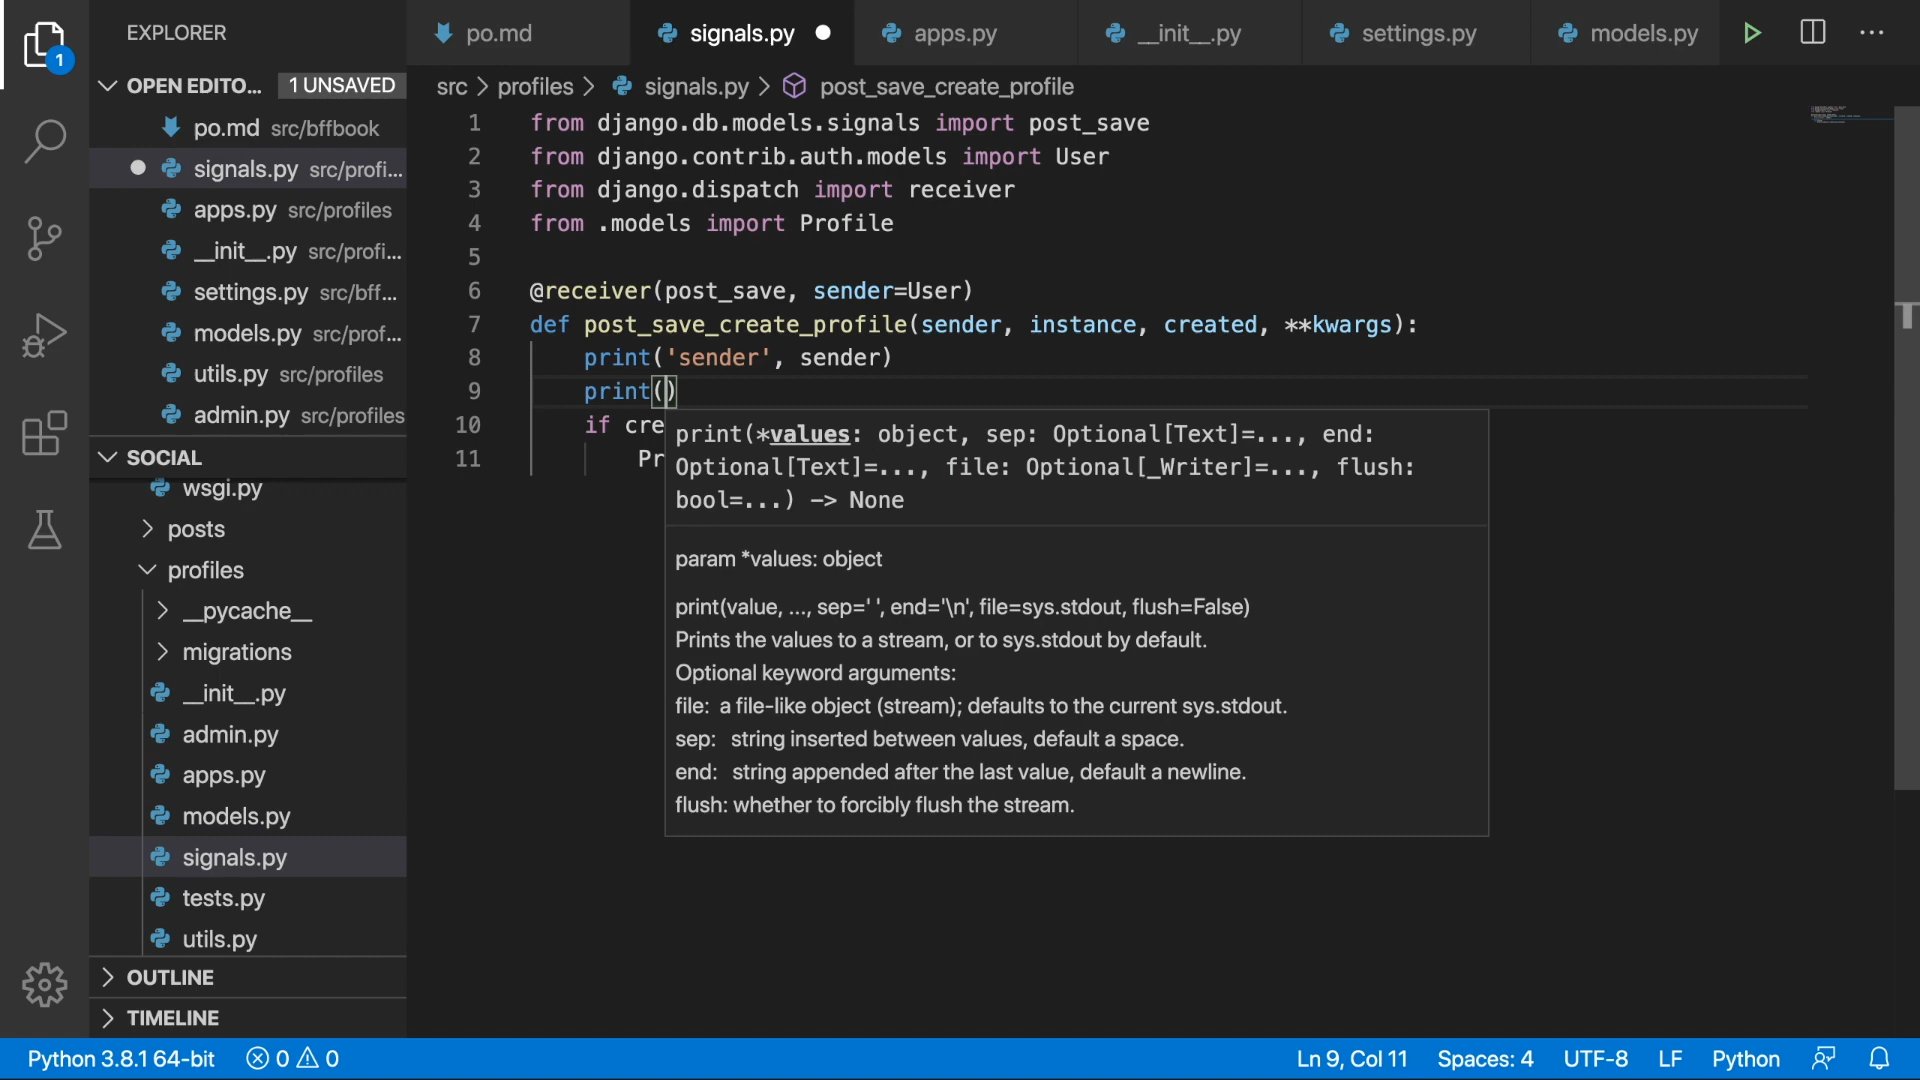 EXPLORER
1
OPEN EDITO... 1 UNSAVED
po.md src/bffbook
signals.py src/profi...
apps.py src/profiles
__init__.py src/profi...
settings.py src/bff...
models.py src/prof...
utils.py src/profiles
admin.py src/profiles
SOCIAL
wsgi.py
posts
profiles
__pycache__
migrations
__init__.py
admin.py
apps.py
models.py
signals.py
tests.py
utils.py
OUTLINE
TIMELINE
po.md signals.py apps.py __init__.py settings.py models.py
src > profiles > signals.py > post_save_create_profile
1 from django.db.models.signals import post_save
2 from django.contrib.auth.models import User
3 from django.dispatch import receiver
4 from .models import Profile
5
6 @receiver(post_save, sender=User)
7 def post_save_create_profile(sender, instance, created, **kwargs):
8 print('sender', sender)
9 print()
10 if cre
11 Pr
print(*values: object, sep: Optional[Text]=..., end:
Optional[Text]=..., file: Optional[_Writer]=..., flush:
bool=...) -> None
param *values: object
print(value, ..., sep=' ', end='\n', file=sys.stdout, flush=False)
Prints the values to a stream, or to sys.stdout by default.
Optional keyword arguments:
file: a file-like object (stream); defaults to the current sys.stdout.
sep: string inserted between values, default a space.
end: string appended after the last value, default a newline.
flush: whether to forcibly flush the stream.
Python 3.8.1 64-bit 0 0 Ln 9, Col 11 Spaces: 4 UTF-8 LF Python